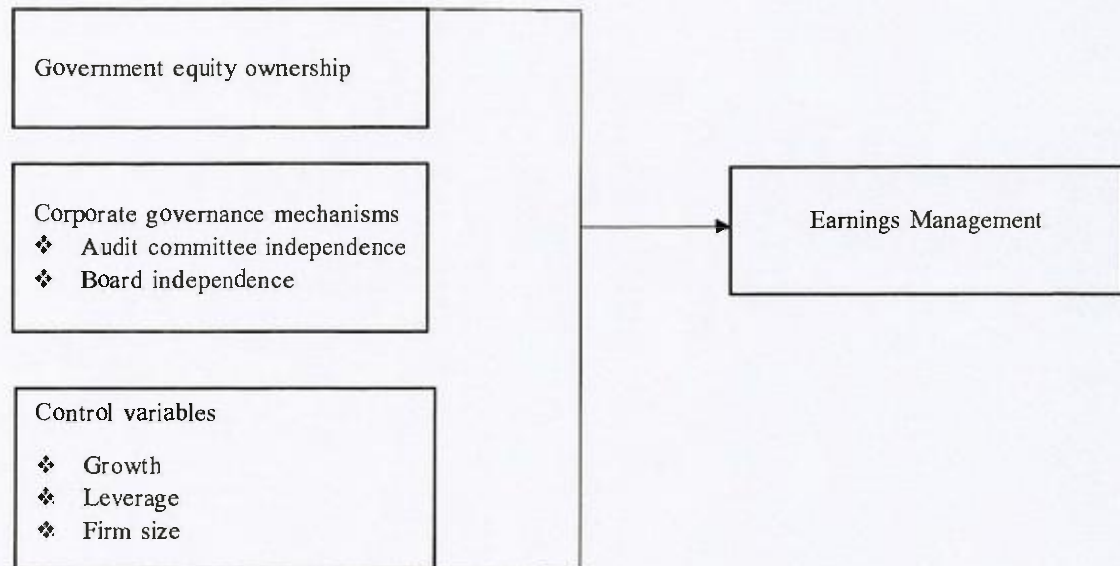 Government equity ownership
Corporate governance mechanisms
❖ Audit committee independence
❖ Board independence
Earnings Management
Control variables
❖ Growth
❖ Leverage
❖ Firm size